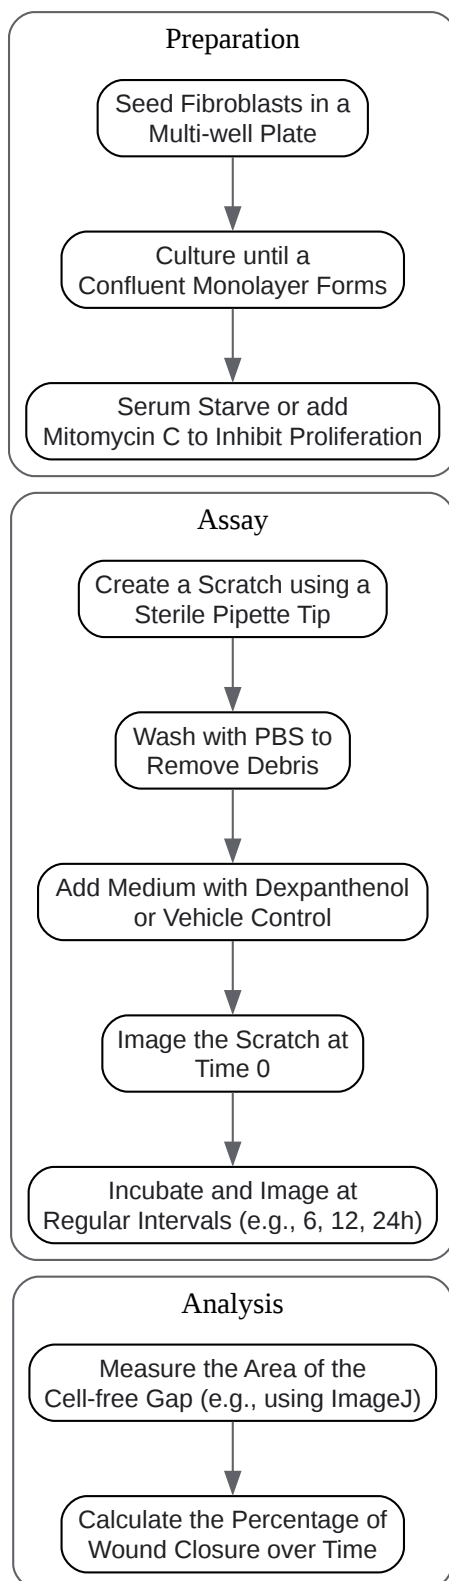 Preparation
Seed Fibroblasts in a
Multi-well Plate
Culture until a
Confluent Monolayer Forms
Serum Starve or add
Mitomycin C to Inhibit Proliferation
Assay
Create a Scratch using a
Sterile Pipette Tip
Wash with PBS to
Remove Debris
Add Medium with Dexpanthenol
or Vehicle Control
Image the Scratch at
Time 0
Incubate and Image at
Regular Intervals (e.g., 6, 12, 24h)
Analysis
Measure the Area of the
Cell-free Gap (e.g., using ImageJ)
Calculate the Percentage of
Wound Closure over Time